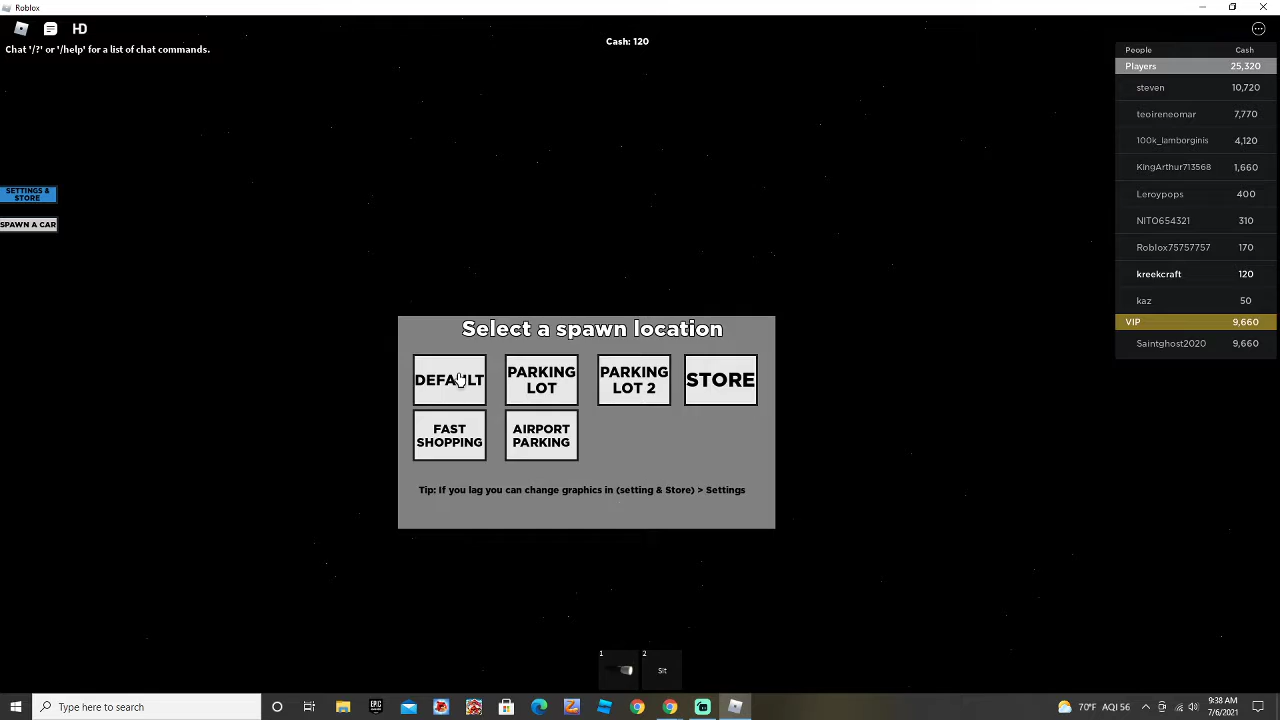 Roblox
HD
Chat '/?' or '/help' for a list of chat commands.
Cash: 120
People Cash
Players 25,320
steven 10,720
teoireneomar 7,770
100k_lamborginis 4,120
KingArthur713568 1,660
Leroypops 400
NITO654321 310
Roblox75757757 170
kreekcraft 120
kaz 50
VIP 9,660
Saintghost2020 9,660
SETTINGS &
STORE
SPAWN A CAR
Select a spawn location
DEFAULT
PARKING
LOT
PARKING
LOT 2
STORE
FAST
SHOPPING
AIRPORT
PARKING
Tip: If you lag you can change graphics in (setting & Store) > Settings
1
2
Sit
Type here to search
EPIC
70°F AQI 56
9:38 AM
7/6/2021